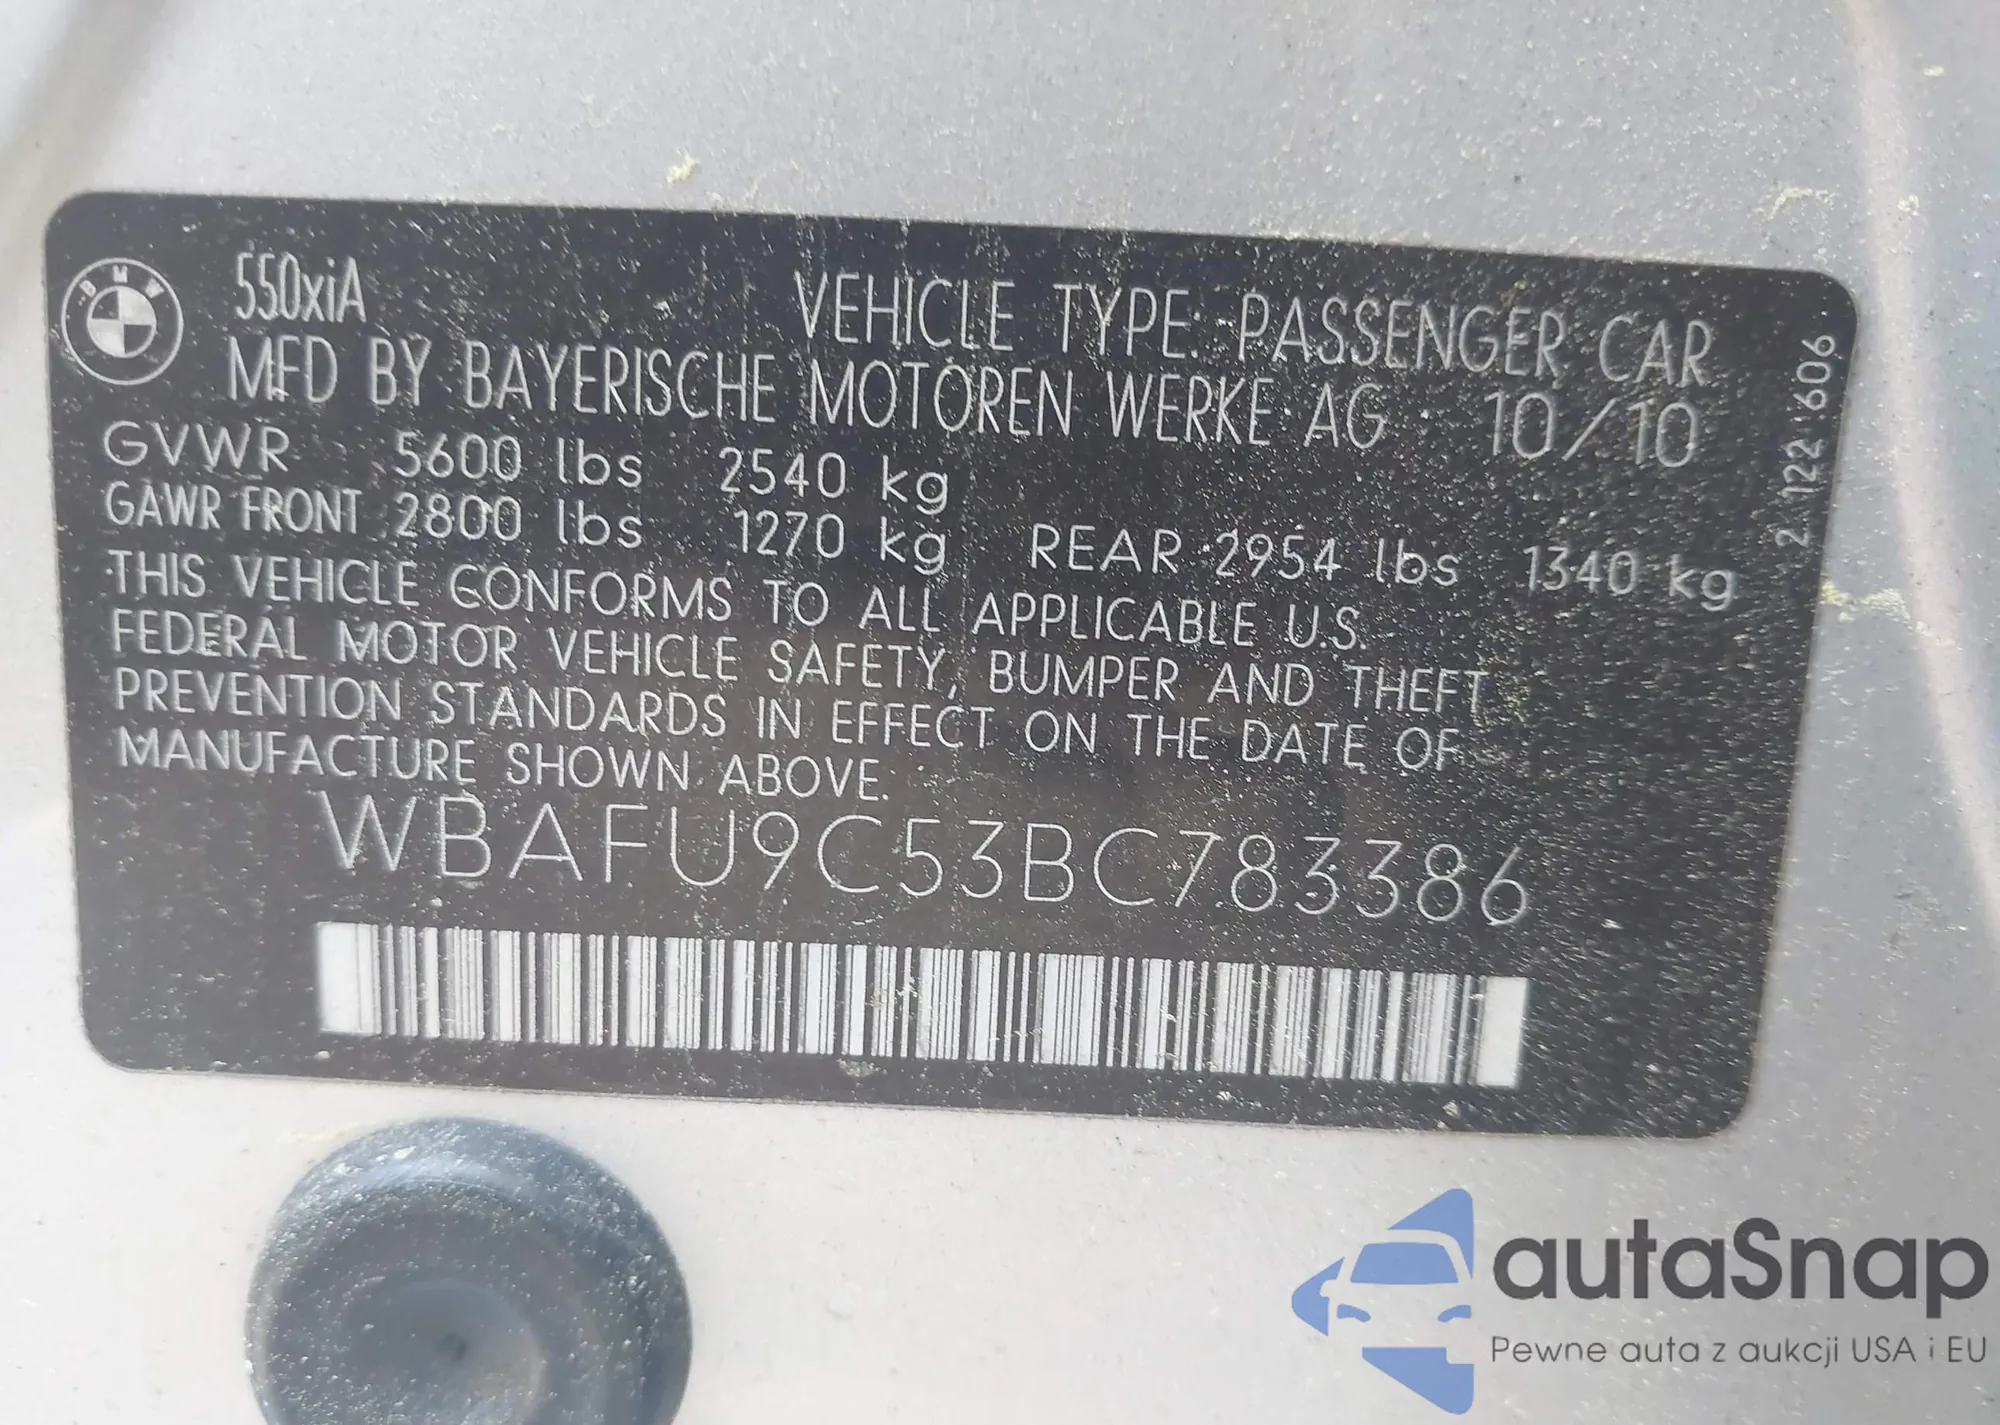 BMW
550xiA
VEHICLE TYPE: PASSENGER CAR
MFD BY BAYERISCHE MOTOREN WERKE AG 10/10
GVWR 5600 lbs 2540 kg
GAWR FRONT 2800 lbs 1270 kg REAR 2954 lbs 1340 kg
THIS VEHICLE CONFORMS TO ALL APPLICABLE U.S.
FEDERAL MOTOR VEHICLE SAFETY, BUMPER AND THEFT
PREVENTION STANDARDS IN EFFECT ON THE DATE OF
MANUFACTURE SHOWN ABOVE.
WBAFU9C53BC783386
2 122 606
autaSnap
Pewne auta z aukcji USA i EU